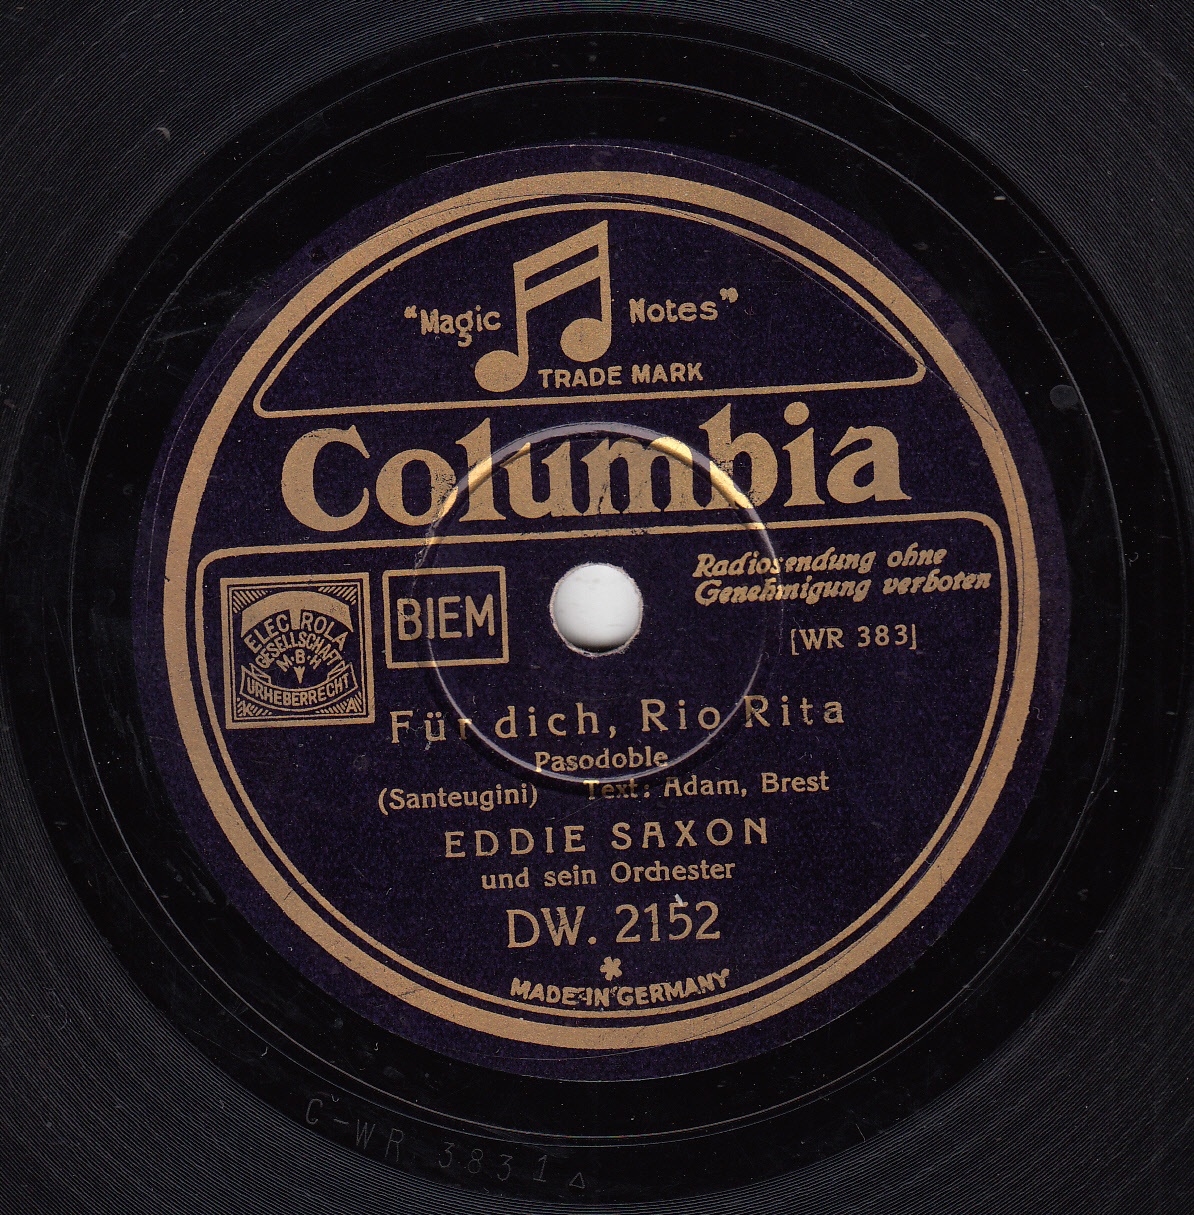 “Magic Notes”
TRADE MARK
Columbia
Radiosendung ohne
Genehmigung verboten
ELECTROLA
GESELLSCHAFT
M·B·H
URHEBERRECHT
BIEM
[WR 383]
Für dich, Rio Rita
Pasodoble
(Santeugini) Text: Adam, Brest
EDDIE SAXON
und sein Orchester
DW. 2152
MADE IN GERMANY
C-WR 383 1